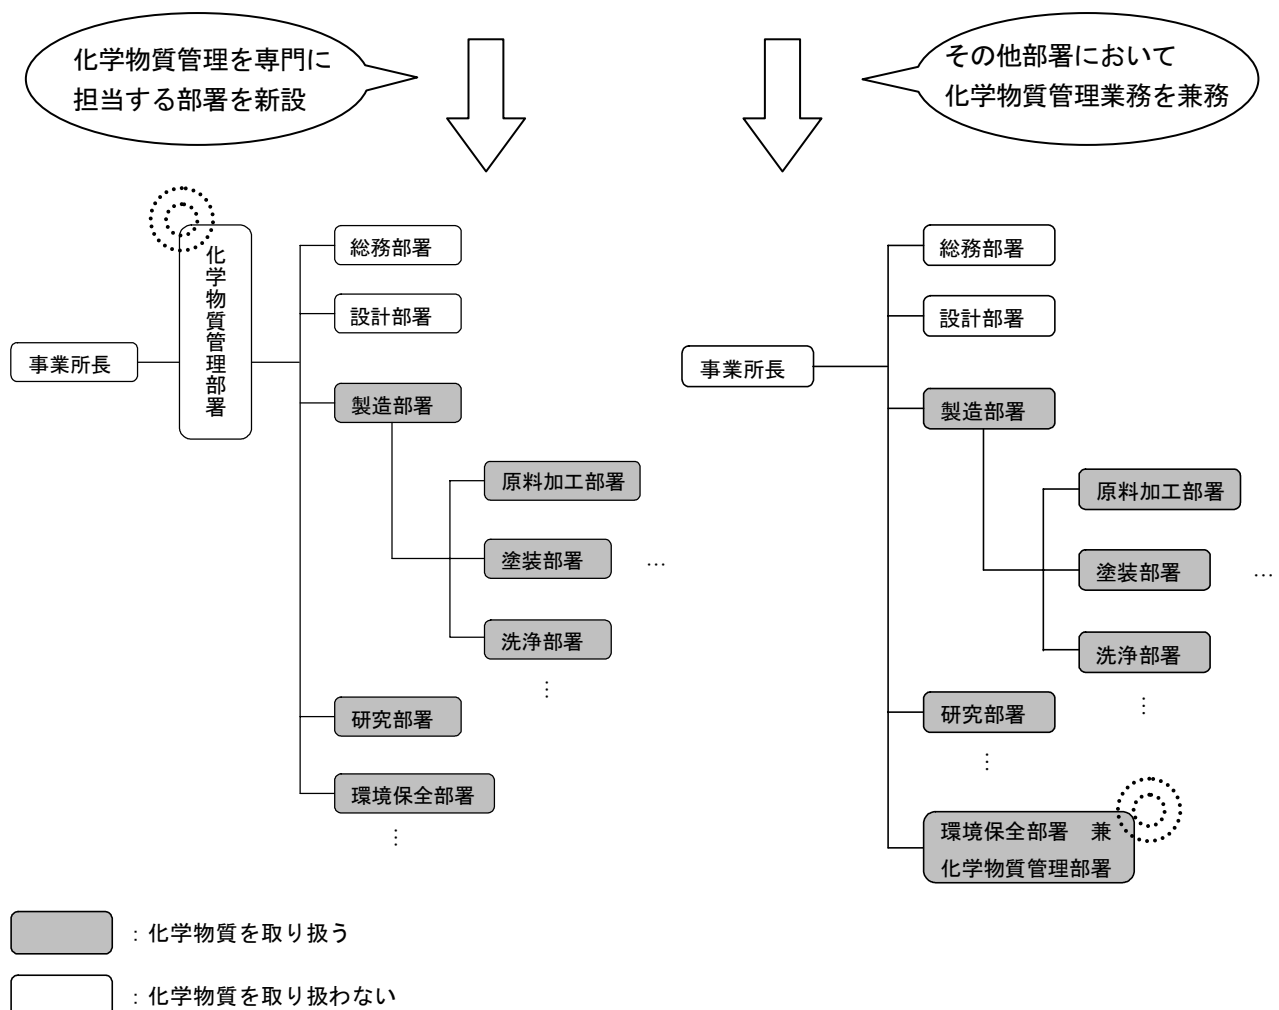 化学物質管理を専門に
担当する部署を新設
その他部署において
化学物質管理業務を兼務
事業所長
化学物質管理部署
総務部署
設計部署
製造部署
原料加工部署
塗装部署
…
洗浄部署
…
研究部署
環境保全部署
…
事業所長
総務部署
設計部署
製造部署
原料加工部署
塗装部署
…
洗浄部署
…
研究部署
…
環境保全部署 兼
化学物質管理部署
：化学物質を取り扱う
：化学物質を取り扱わない